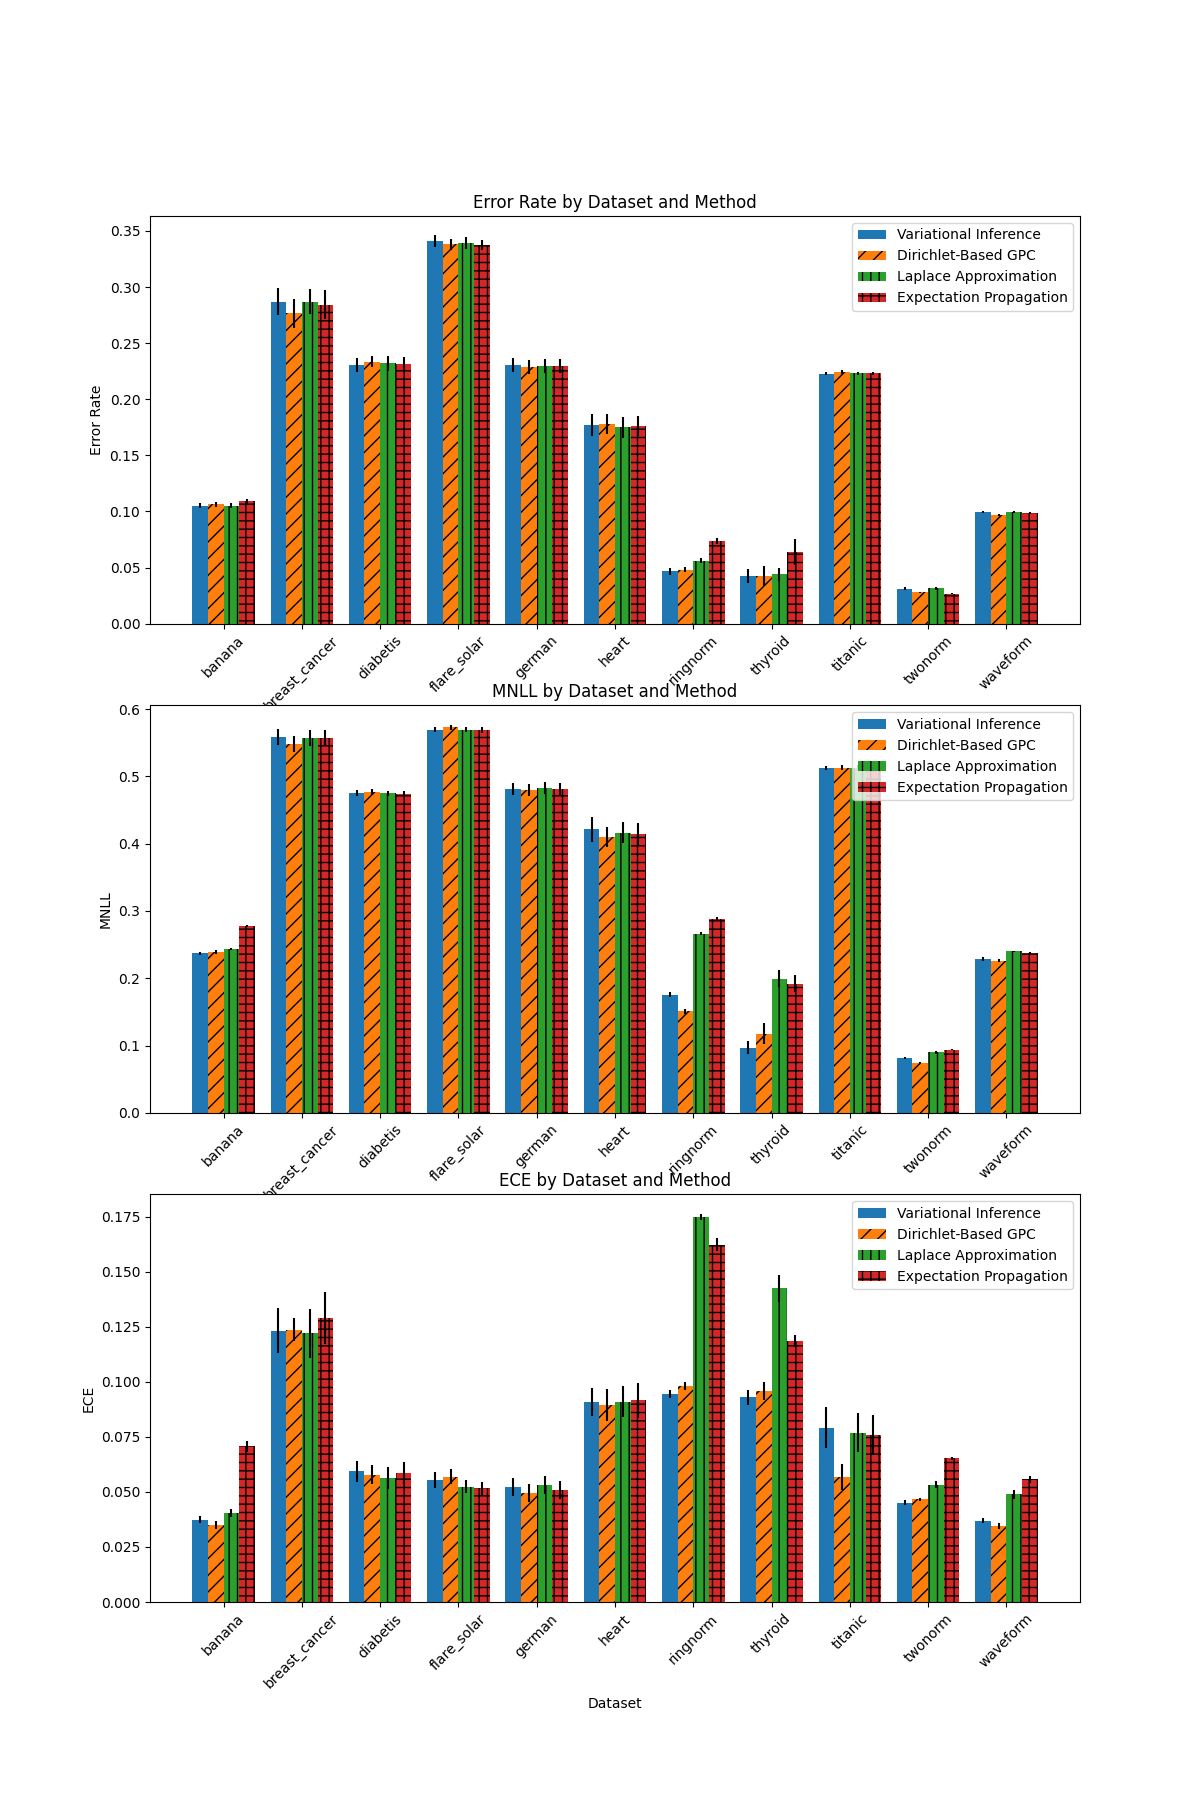 Error Rate by Dataset and Method
Error Rate
0.35
0.30
0.25
0.20
0.15
0.10
0.05
0.00
Variational Inference
Dirichlet-Based GPC
Laplace Approximation
Expectation Propagation
banana
breast_cancer
diabetis
flare_solar
german
heart
ringnorm
thyroid
titanic
twonorm
waveform
MNLL by Dataset and Method
MNLL
0.6
0.5
0.4
0.3
0.2
0.1
0.0
Variational Inference
Dirichlet-Based GPC
Laplace Approximation
Expectation Propagation
banana
breast_cancer
diabetis
flare_solar
german
heart
ringnorm
thyroid
titanic
twonorm
waveform
ECE by Dataset and Method
ECE
0.175
0.150
0.125
0.100
0.075
0.050
0.025
0.000
Variational Inference
Dirichlet-Based GPC
Laplace Approximation
Expectation Propagation
banana
breast_cancer
diabetis
flare_solar
german
heart
ringnorm
thyroid
titanic
twonorm
waveform
Dataset